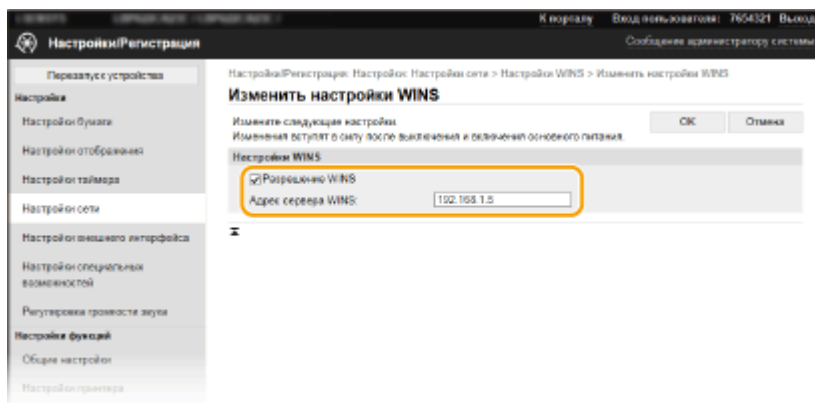 К порталу Вход пользователя: 7654321 Выход
Настройки/Регистрация
Сообщение администратору системы
Перезапуск устройства
Настройки
Настройки бумаги
Настройки отображения
Настройки таймера
Настройки сети
Настройки внешнего интерфейса
Настройки специальных
возможностей
Регулировка громкости звука
Настройки функций
Общие настройки
Настройки принтера
Настройки/Регистрация: Настройки: Настройки сети > Настройки WINS > Изменить настройки WINS
Изменить настройки WINS
Измените следующие настройки.
Изменения вступят в силу после выключения и включения основного питания.
OK Отмена
Настройки WINS
Разрешение WINS
Адрес сервера WINS: 192.168.1.5